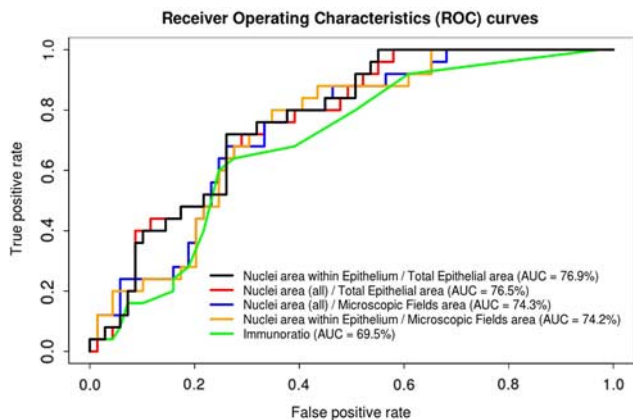 Receiver Operating Characteristics (ROC) curves
True positive rate
1.0
0.8
0.6
0.4
0.2
0.0
Nuclei area within Epithelium / Total Epithelial area (AUC = 76.9%)
Nuclei area (all) / Total Epithelial area (AUC = 76.5%)
Nuclei area (all) / Microscopic Fields area (AUC = 74.3%)
Nuclei area within Epithelium / Microscopic Fields area (AUC = 74.2%)
Immunoratio (AUC = 69.5%)
0.0 0.2 0.4 0.6 0.8 1.0
False positive rate